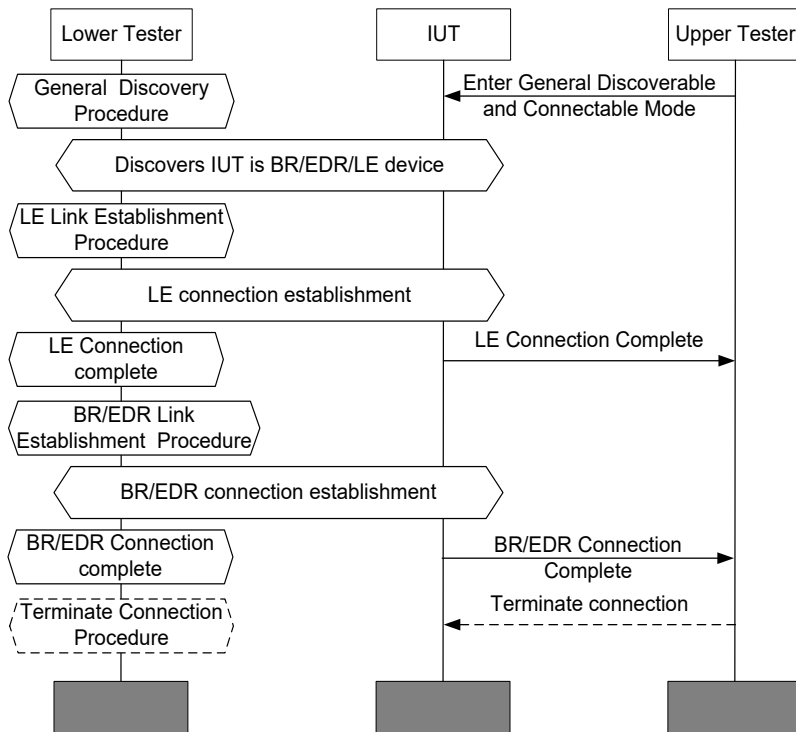 Lower Tester
IUT
Upper Tester
General Discovery
Procedure
Enter General Discoverable
and Connectable Mode
Discovers IUT is BR/EDR/LE device
LE Link Establishment
Procedure
LE connection establishment
LE Connection
complete
LE Connection Complete
BR/EDR Link
Establishment Procedure
BR/EDR connection establishment
BR/EDR Connection
complete
BR/EDR Connection
Complete
Terminate Connection
Procedure
Terminate connection